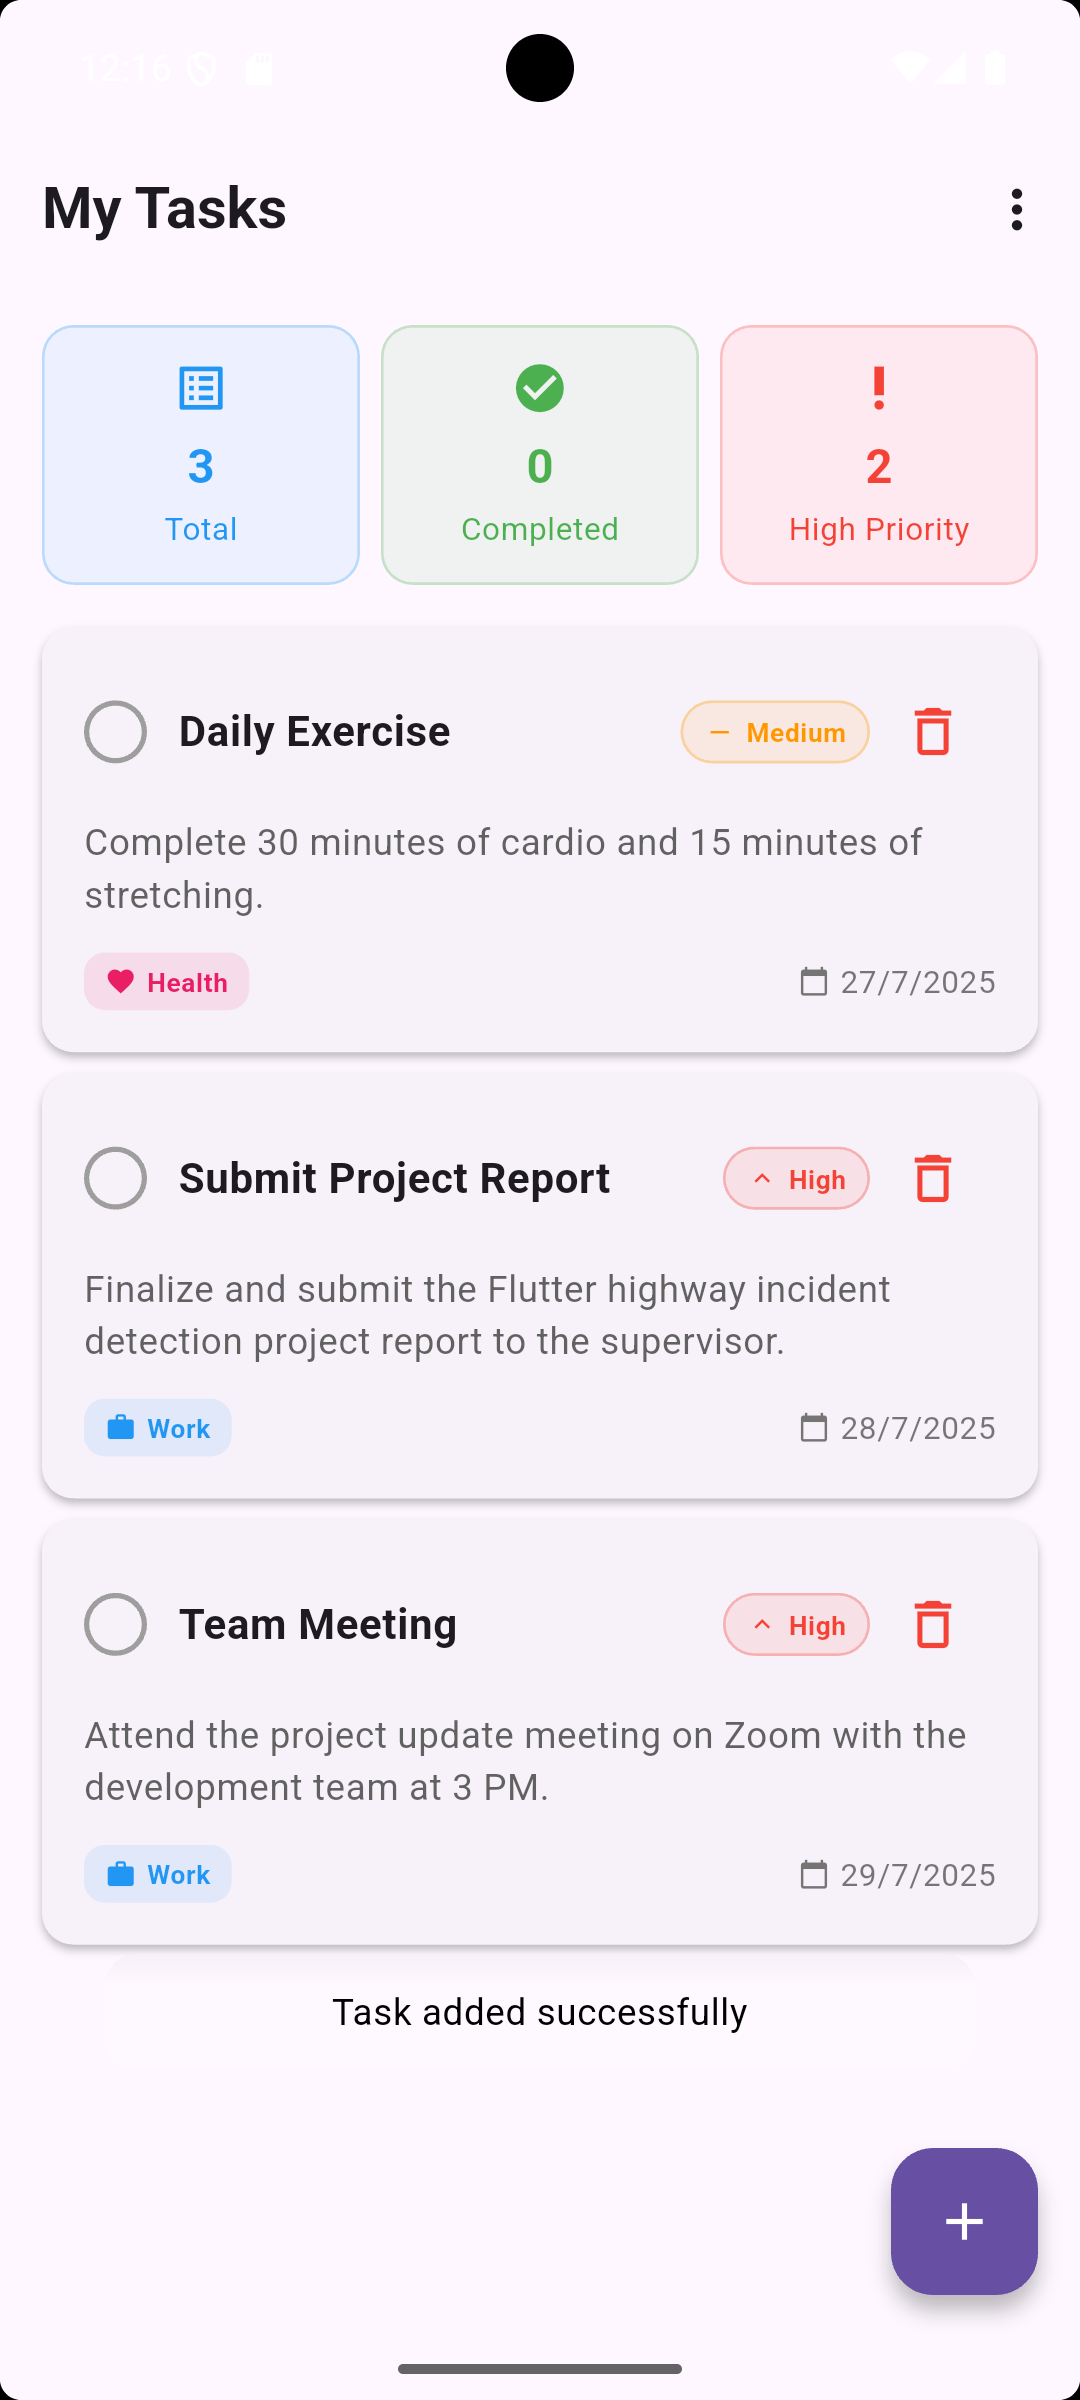 12:16
My Tasks
3
Total
0
Completed
2
High Priority
Daily Exercise
Medium
Complete 30 minutes of cardio and 15 minutes of
stretching.
Health
27/7/2025
Submit Project Report
High
Finalize and submit the Flutter highway incident
detection project report to the supervisor.
Work
28/7/2025
Team Meeting
High
Attend the project update meeting on Zoom with the
development team at 3 PM.
Work
29/7/2025
Task added successfully